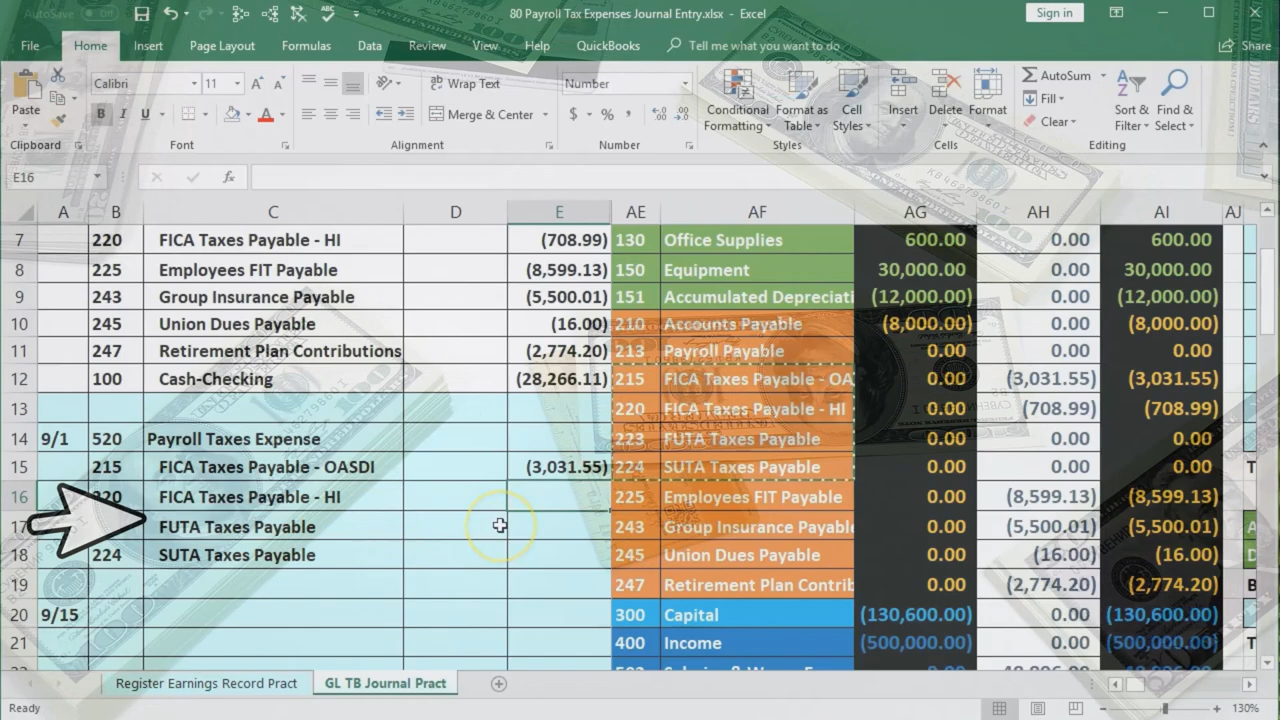 AutoSave Off 80 Payroll Tax Expenses Journal Entry.xlsx - Excel Sign in
File Home Insert Page Layout Formulas Data Review View Help QuickBooks Tell me what you want to do Share
Paste Calibri 11 Wrap Text Number AutoSum
B I U Merge & Center $ % Conditional Formatting Format as Table Cell Styles Insert Delete Format Fill Clear Sort & Filter Find & Select
Clipboard Font Alignment Number Styles Cells Editing
E16 fx
A B C D E AE AF AG AH AI AJ
7 220 FICA Taxes Payable - HI (708.99) 130 Office Supplies 600.00 0.00 600.00
8 225 Employees FIT Payable (8,599.13) 150 Equipment 30,000.00 0.00 30,000.00
9 243 Group Insurance Payable (5,500.01) 151 Accumulated Depreciati (12,000.00) 0.00 (12,000.00)
10 245 Union Dues Payable (16.00) 210 Accounts Payable (8,000.00) 0.00 (8,000.00)
11 247 Retirement Plan Contributions (2,774.20) 213 Payroll Payable 0.00 0.00 0.00
12 100 Cash-Checking (28,266.11) 215 FICA Taxes Payable - OA 0.00 (3,031.55) (3,031.55)
13 220 FICA Taxes Payable - HI 0.00 (708.99) (708.99)
14 9/1 520 Payroll Taxes Expense 223 FUTA Taxes Payable 0.00 0.00 0.00
15 215 FICA Taxes Payable - OASDI (3,031.55) 224 SUTA Taxes Payable 0.00 0.00 0.00 T
16 220 FICA Taxes Payable - HI 225 Employees FIT Payable 0.00 (8,599.13) (8,599.13)
17 FUTA Taxes Payable 243 Group Insurance Payable 0.00 (5,500.01) (5,500.01) A
18 224 SUTA Taxes Payable 245 Union Dues Payable 0.00 (16.00) (16.00) D
19 247 Retirement Plan Contrib 0.00 (2,774.20) (2,774.20) B
20 9/15 300 Capital (130,600.00) 0.00 (130,600.00)
21 400 Income (500,000.00) 0.00 (500,000.00) T
Register Earnings Record Pract GL TB Journal Pract
Ready 130%